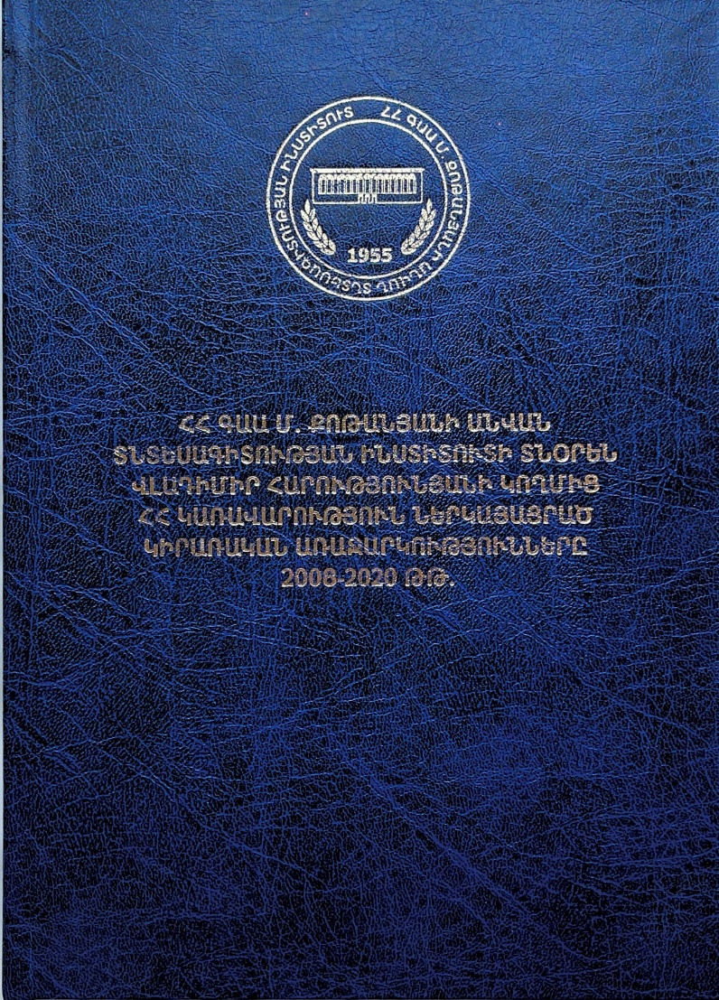 ՀՀ ԳԱԱ Մ. ՔՈԹԱՆՅԱՆԻ ԱՆՎԱՆ ՏՆՏԵՍԱԳԻՏՈՒԹՅԱՆ ԻՆՍՏԻՏՈՒՏ
1955
ՀՀ ԳԱԱ Մ. ՔՈԹԱՆՅԱՆԻ ԱՆՎԱՆ
ՏՆՏԵՍԱԳԻՏՈՒԹՅԱՆ ԻՆՍՏԻՏՈՒՏԻ ՏՆՕՐԵՆ
ՎԼԱԴԻՄԻՐ ՀԱՐՈՒԹՅՈՒՆՅԱՆԻ ԿՈՂՄԻՑ
ՀՀ ԿԱՌԱՎԱՐՈՒԹՅՈՒՆ ՆԵՐԿԱՅԱՑՐԱԾ
ԿԻՐԱՌԱԿԱՆ ԱՌԱՋԱՐԿՈՒԹՅՈՒՆՆԵՐԸ
2008-2020 ԹԹ.